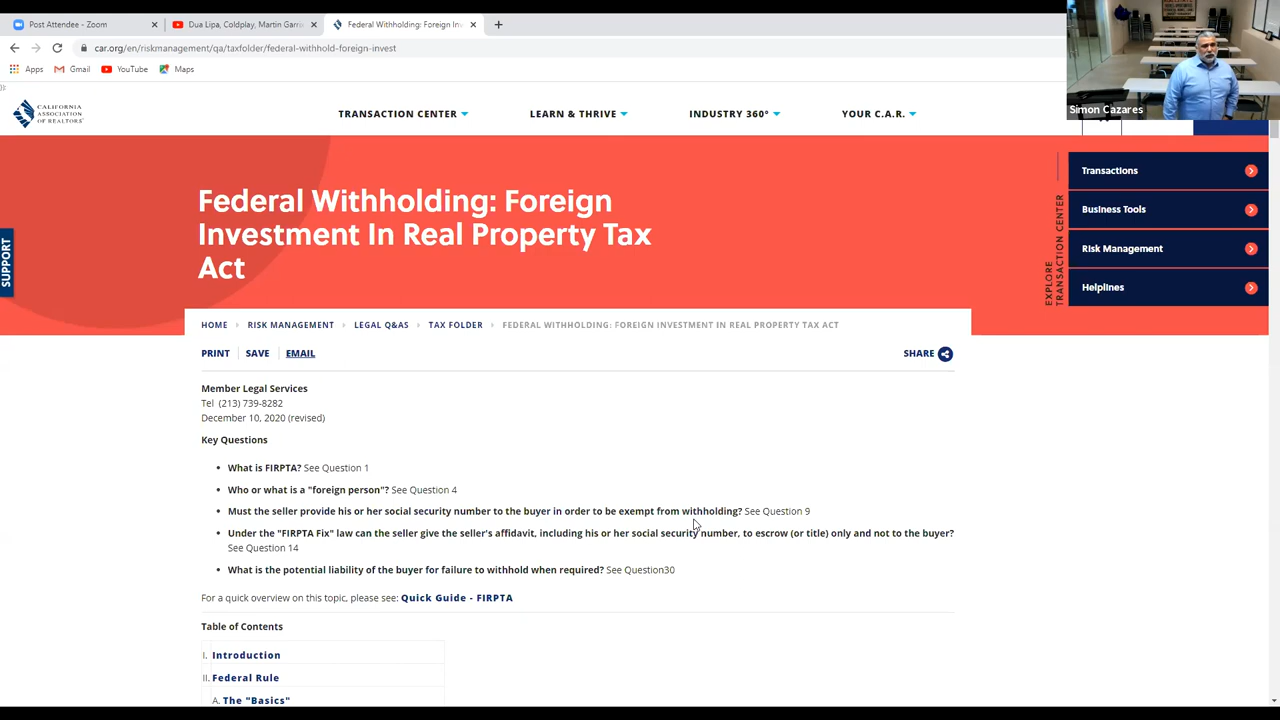 Post Attendee - Zoom
Dua Lipa, Coldplay, Martin Garri
Federal Withholding: Foreign Inv
car.org/en/riskmanagement/qa/taxfolder/federal-withhold-foreign-invest
Apps Gmail YouTube Maps
Simon Cazares
CALIFORNIA
ASSOCIATION
OF REALTORS®
TRANSACTION CENTER LEARN & THRIVE INDUSTRY 360° YOUR C.A.R.
SUPPORT
Federal Withholding: Foreign
Investment In Real Property Tax
Act
EXPLORE
TRANSACTION CENTER
Transactions
Business Tools
Risk Management
Helplines
HOME RISK MANAGEMENT LEGAL Q&AS TAX FOLDER FEDERAL WITHHOLDING: FOREIGN INVESTMENT IN REAL PROPERTY TAX ACT
PRINT SAVE EMAIL SHARE
Member Legal Services
Tel (213) 739-8282
December 10, 2020 (revised)
Key Questions
• What is FIRPTA? See Question 1
• Who or what is a "foreign person"? See Question 4
• Must the seller provide his or her social security number to the buyer in order to be exempt from withholding? See Question 9
• Under the "FIRPTA Fix" law can the seller give the seller's affidavit, including his or her social security number, to escrow (or title) only and not to the buyer?
See Question 14
• What is the potential liability of the buyer for failure to withhold when required? See Question30
For a quick overview on this topic, please see: Quick Guide - FIRPTA
Table of Contents
I. Introduction
II. Federal Rule
A. The "Basics"